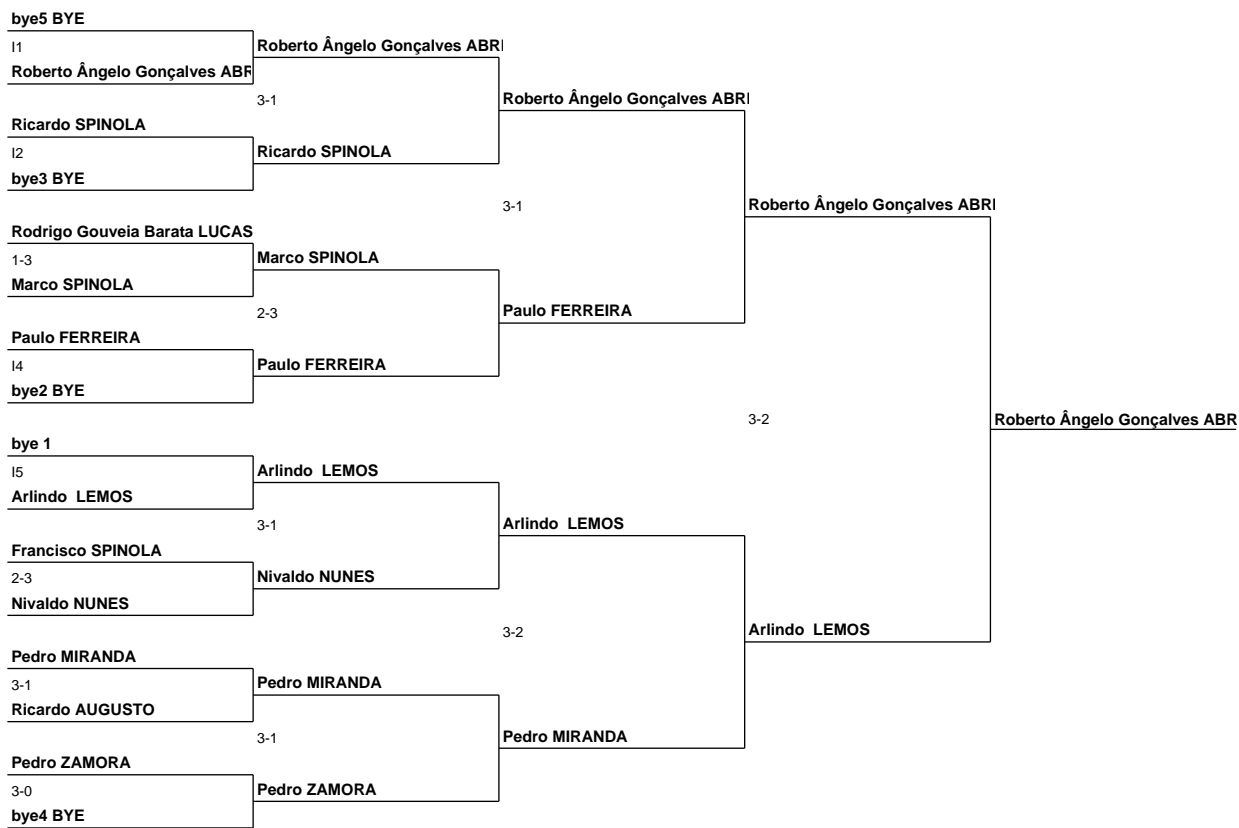 bye5 BYE
I1
Roberto Ângelo Gonçalves ABR
Ricardo SPINOLA
I2
bye3 BYE
Rodrigo Gouveia Barata LUCAS
1-3
Marco SPINOLA
Paulo FERREIRA
I4
bye2 BYE
bye 1
I5
Arlindo LEMOS
Francisco SPINOLA
2-3
Nivaldo NUNES
Pedro MIRANDA
3-1
Ricardo AUGUSTO
Pedro ZAMORA
3-0
bye4 BYE
Roberto Ângelo Gonçalves ABRI
3-1
Ricardo SPINOLA
Marco SPINOLA
2-3
Paulo FERREIRA
Arlindo LEMOS
3-1
Nivaldo NUNES
Pedro MIRANDA
3-1
Pedro ZAMORA
Roberto Ângelo Gonçalves ABRI
3-1
Paulo FERREIRA
Arlindo LEMOS
3-2
Pedro MIRANDA
Roberto Ângelo Gonçalves ABRI
3-2
Arlindo LEMOS
Roberto Ângelo Gonçalves ABR